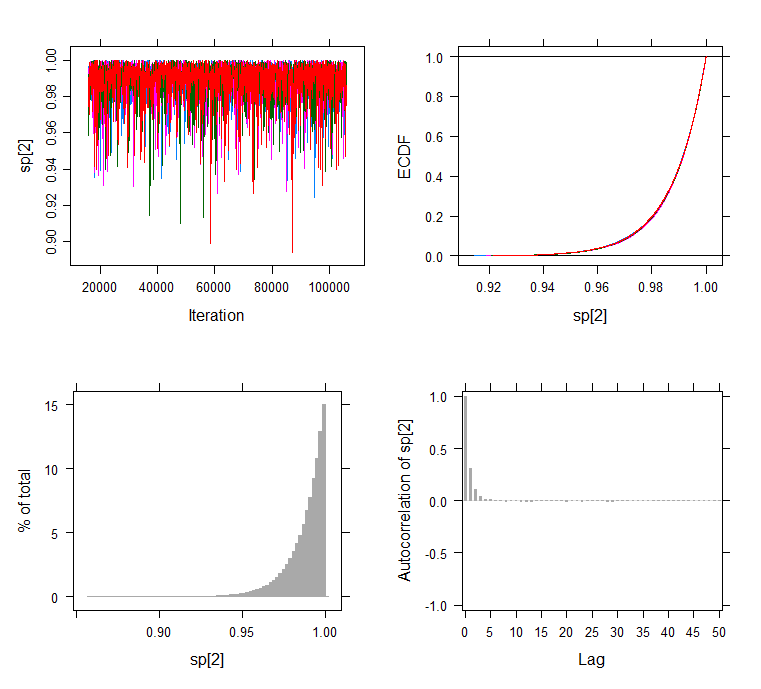 sp[2]
0.90 0.92 0.94 0.96 0.98 1.00
20000 40000 60000 80000 100000
Iteration
ECDF
1.0
0.8
0.6
0.4
0.2
0.0
0.92 0.94 0.96 0.98 1.00
sp[2]
% of total
15
10
5
0
0.90 0.95 1.00
sp[2]
Autocorrelation of sp[2]
1.0
0.5
0.0
-0.5
-1.0
0 5 10 15 20 25 30 35 40 45 50
Lag